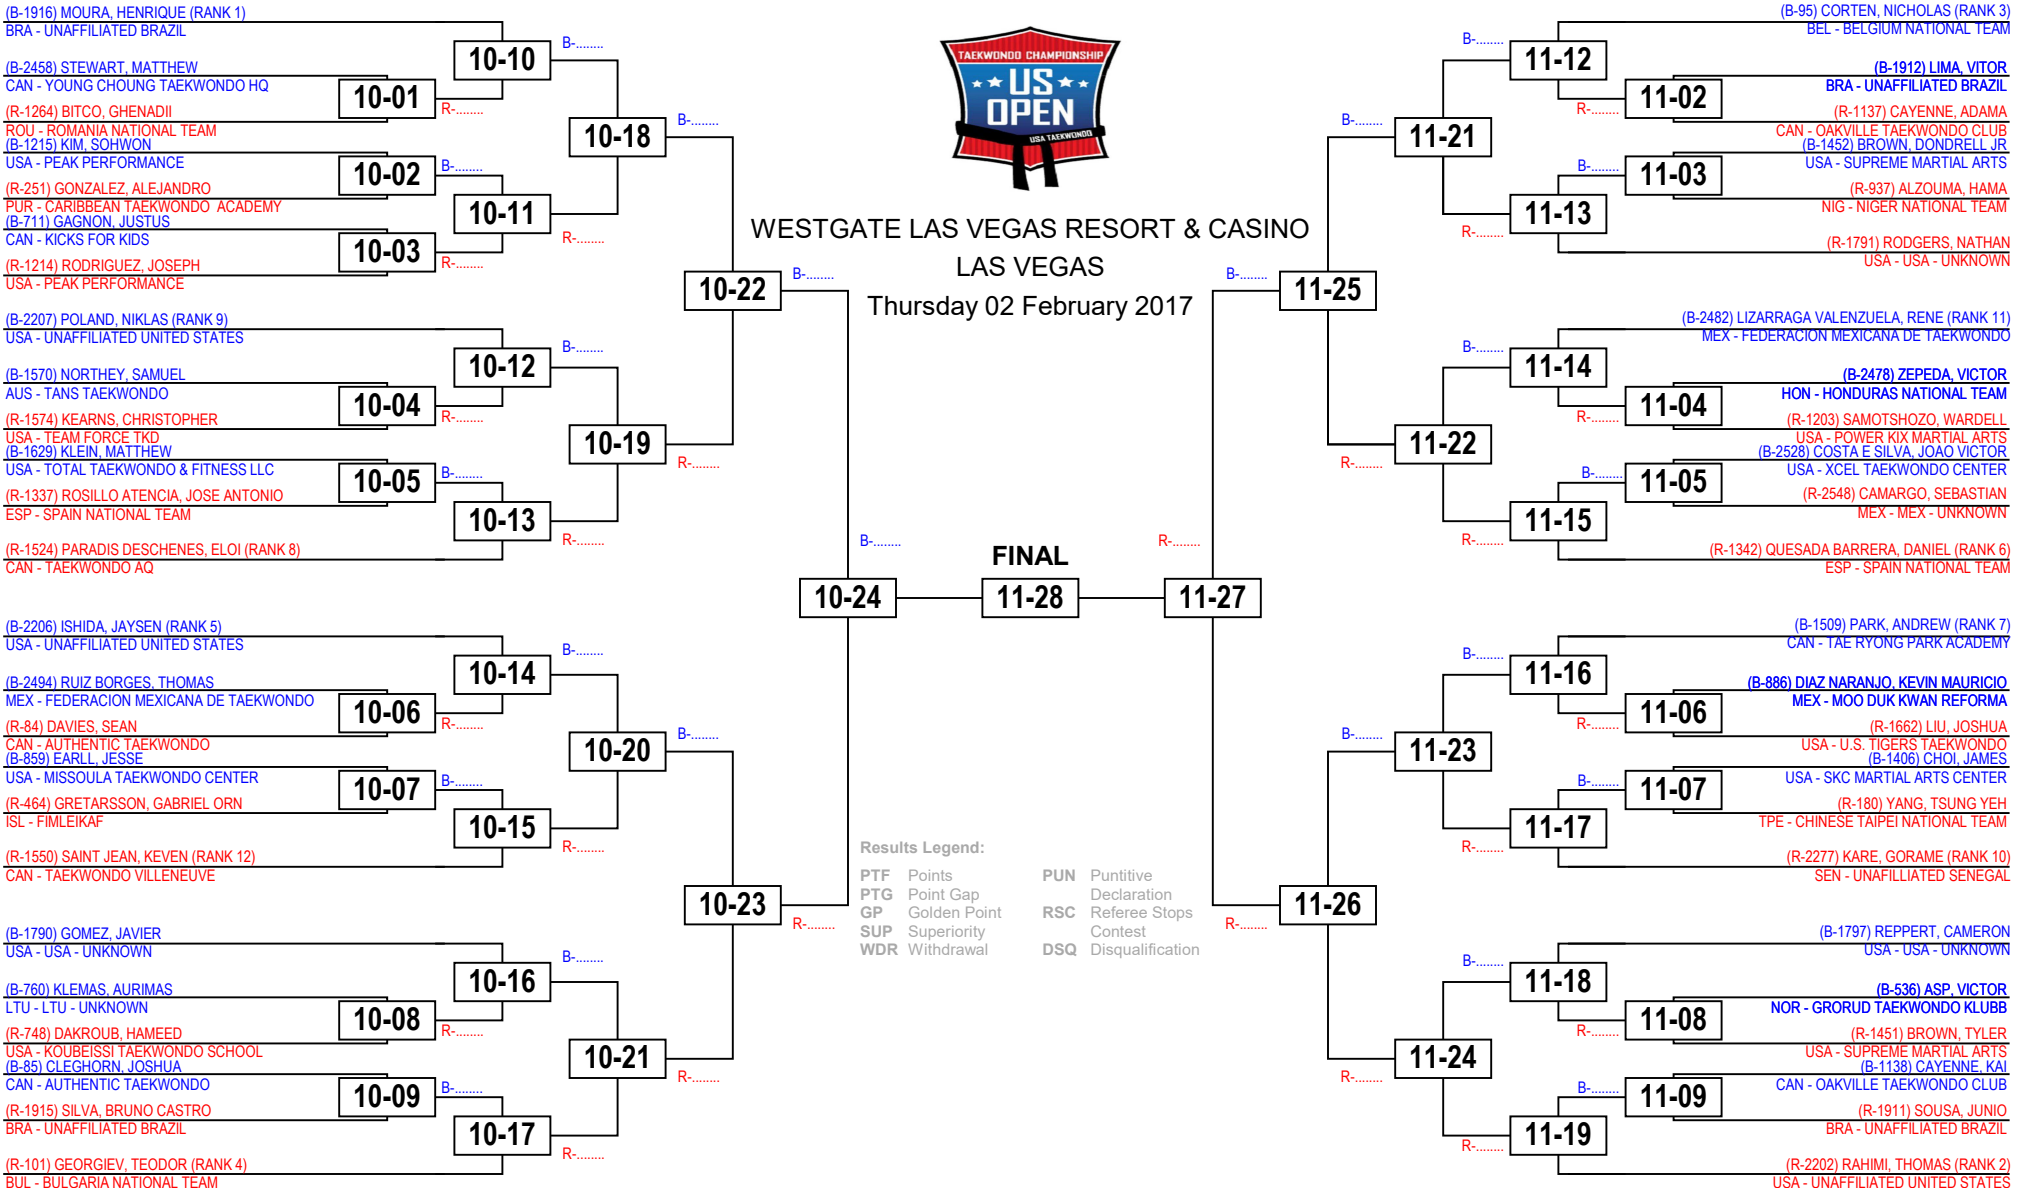 (B-1916) MOURA, HENRIQUE (RANK 1)
BRA - UNAFFILIATED BRAZIL
10-10
B-........
(B-2458) STEWART, MATTHEW
CAN - YOUNG CHOUNG TAEKWONDO HQ
10-01
R-........
(R-1264) BITCO, GHENADII
ROU - ROMANIA NATIONAL TEAM
10-18
B-........
(B-1215) KIM, SOHWON
USA - PEAK PERFORMANCE
10-02
B-........
(R-251) GONZALEZ, ALEJANDRO
PUR - CARIBBEAN TAEKWONDO  ACADEMY
10-11
R-........
(B-711) GAGNON, JUSTUS
CAN - KICKS FOR KIDS
10-03
R-........
(R-1214) RODRIGUEZ, JOSEPH
USA - PEAK PERFORMANCE
10-22
B-........
(B-2207) POLAND, NIKLAS (RANK 9)
USA - UNAFFILIATED UNITED STATES
10-12
B-........
(B-1570) NORTHEY, SAMUEL
AUS - TANS TAEKWONDO
10-04
R-........
(R-1574) KEARNS, CHRISTOPHER
USA - TEAM FORCE TKD
10-19
R-........
(B-1629) KLEIN, MATTHEW
USA - TOTAL TAEKWONDO & FITNESS LLC
10-05
B-........
(R-1337) ROSILLO ATENCIA, JOSE ANTONIO
ESP - SPAIN NATIONAL TEAM
10-13
R-........
(R-1524) PARADIS DESCHENES, ELOI (RANK 8)
CAN - TAEKWONDO AQ
10-24
B-........
(B-2206) ISHIDA, JAYSEN (RANK 5)
USA - UNAFFILIATED UNITED STATES
10-14
B-........
(B-2494) RUIZ BORGES, THOMAS
MEX - FEDERACION MEXICANA DE TAEKWONDO
10-06
R-........
(R-84) DAVIES, SEAN
CAN - AUTHENTIC TAEKWONDO
10-20
B-........
(B-859) EARLL, JESSE
USA - MISSOULA TAEKWONDO CENTER
10-07
B-........
(R-464) GRETARSSON, GABRIEL ORN
ISL - FIMLEIKAF
10-15
R-........
(R-1550) SAINT JEAN, KEVEN (RANK 12)
CAN - TAEKWONDO VILLENEUVE
10-23
R-........
(B-1790) GOMEZ, JAVIER
USA - USA - UNKNOWN
10-16
B-........
(B-760) KLEMAS, AURIMAS
LTU - LTU - UNKNOWN
10-08
R-........
(R-748) DAKROUB, HAMEED
USA - KOUBEISSI TAEKWONDO SCHOOL
10-21
R-........
(B-85) CLEGHORN, JOSHUA
CAN - AUTHENTIC TAEKWONDO
10-09
B-........
(R-1915) SILVA, BRUNO CASTRO
BRA - UNAFFILIATED BRAZIL
10-17
R-........
(R-101) GEORGIEV, TEODOR (RANK 4)
BUL - BULGARIA NATIONAL TEAM
TAEKWONDO CHAMPIONSHIP
US
OPEN
USA TAEKWONDO
WESTGATE LAS VEGAS RESORT & CASINO
LAS VEGAS
Thursday 02 February 2017
FINAL
11-28
Results Legend:
PTF Points
PTG Point Gap
GP Golden Point
SUP Superiority
WDR Withdrawal
PUN Puntitive
Declaration
RSC Referee Stops
Contest
DSQ Disqualification
(B-95) CORTEN, NICHOLAS (RANK 3)
BEL - BELGIUM NATIONAL TEAM
B-........
11-12
(B-1912) LIMA, VITOR
BRA - UNAFFILIATED BRAZIL
R-........
11-02
(R-1137) CAYENNE, ADAMA
CAN - OAKVILLE TAEKWONDO CLUB
B-........
11-21
(B-1452) BROWN, DONDRELL JR
USA - SUPREME MARTIAL ARTS
B-........
11-03
(R-937) ALZOUMA, HAMA
NIG - NIGER NATIONAL TEAM
R-........
11-13
(R-1791) RODGERS, NATHAN
USA - USA - UNKNOWN
B-........
11-25
(B-2482) LIZARRAGA VALENZUELA, RENE (RANK 11)
MEX - FEDERACION MEXICANA DE TAEKWONDO
B-........
11-14
(B-2478) ZEPEDA, VICTOR
HON - HONDURAS NATIONAL TEAM
R-........
11-04
(R-1203) SAMOTSHOZO, WARDELL
USA - POWER KIX MARTIAL ARTS
R-........
11-22
(B-2528) COSTA E SILVA, JOAO VICTOR
USA - XCEL TAEKWONDO CENTER
B-........
11-05
(R-2548) CAMARGO, SEBASTIAN
MEX - MEX - UNKNOWN
R-........
11-15
(R-1342) QUESADA BARRERA, DANIEL (RANK 6)
ESP - SPAIN NATIONAL TEAM
R-........
11-27
(B-1509) PARK, ANDREW (RANK 7)
CAN - TAE RYONG PARK ACADEMY
B-........
11-16
(B-886) DIAZ NARANJO, KEVIN MAURICIO
MEX - MOO DUK KWAN REFORMA
R-........
11-06
(R-1662) LIU, JOSHUA
USA - U.S. TIGERS TAEKWONDO
B-........
11-23
(B-1406) CHOI, JAMES
USA - SKC MARTIAL ARTS CENTER
B-........
11-07
(R-180) YANG, TSUNG YEH
TPE - CHINESE TAIPEI NATIONAL TEAM
R-........
11-17
(R-2277) KARE, GORAME (RANK 10)
SEN - UNAFILLIATED SENEGAL
R-........
11-26
(B-1797) REPPERT, CAMERON
USA - USA - UNKNOWN
B-........
11-18
(B-536) ASP, VICTOR
NOR - GRORUD TAEKWONDO KLUBB
R-........
11-08
(R-1451) BROWN, TYLER
USA - SUPREME MARTIAL ARTS
R-........
11-24
(B-1138) CAYENNE, KAI
CAN - OAKVILLE TAEKWONDO CLUB
B-........
11-09
(R-1911) SOUSA, JUNIO
BRA - UNAFFILIATED BRAZIL
R-........
11-19
(R-2202) RAHIMI, THOMAS (RANK 2)
USA - UNAFFILIATED UNITED STATES